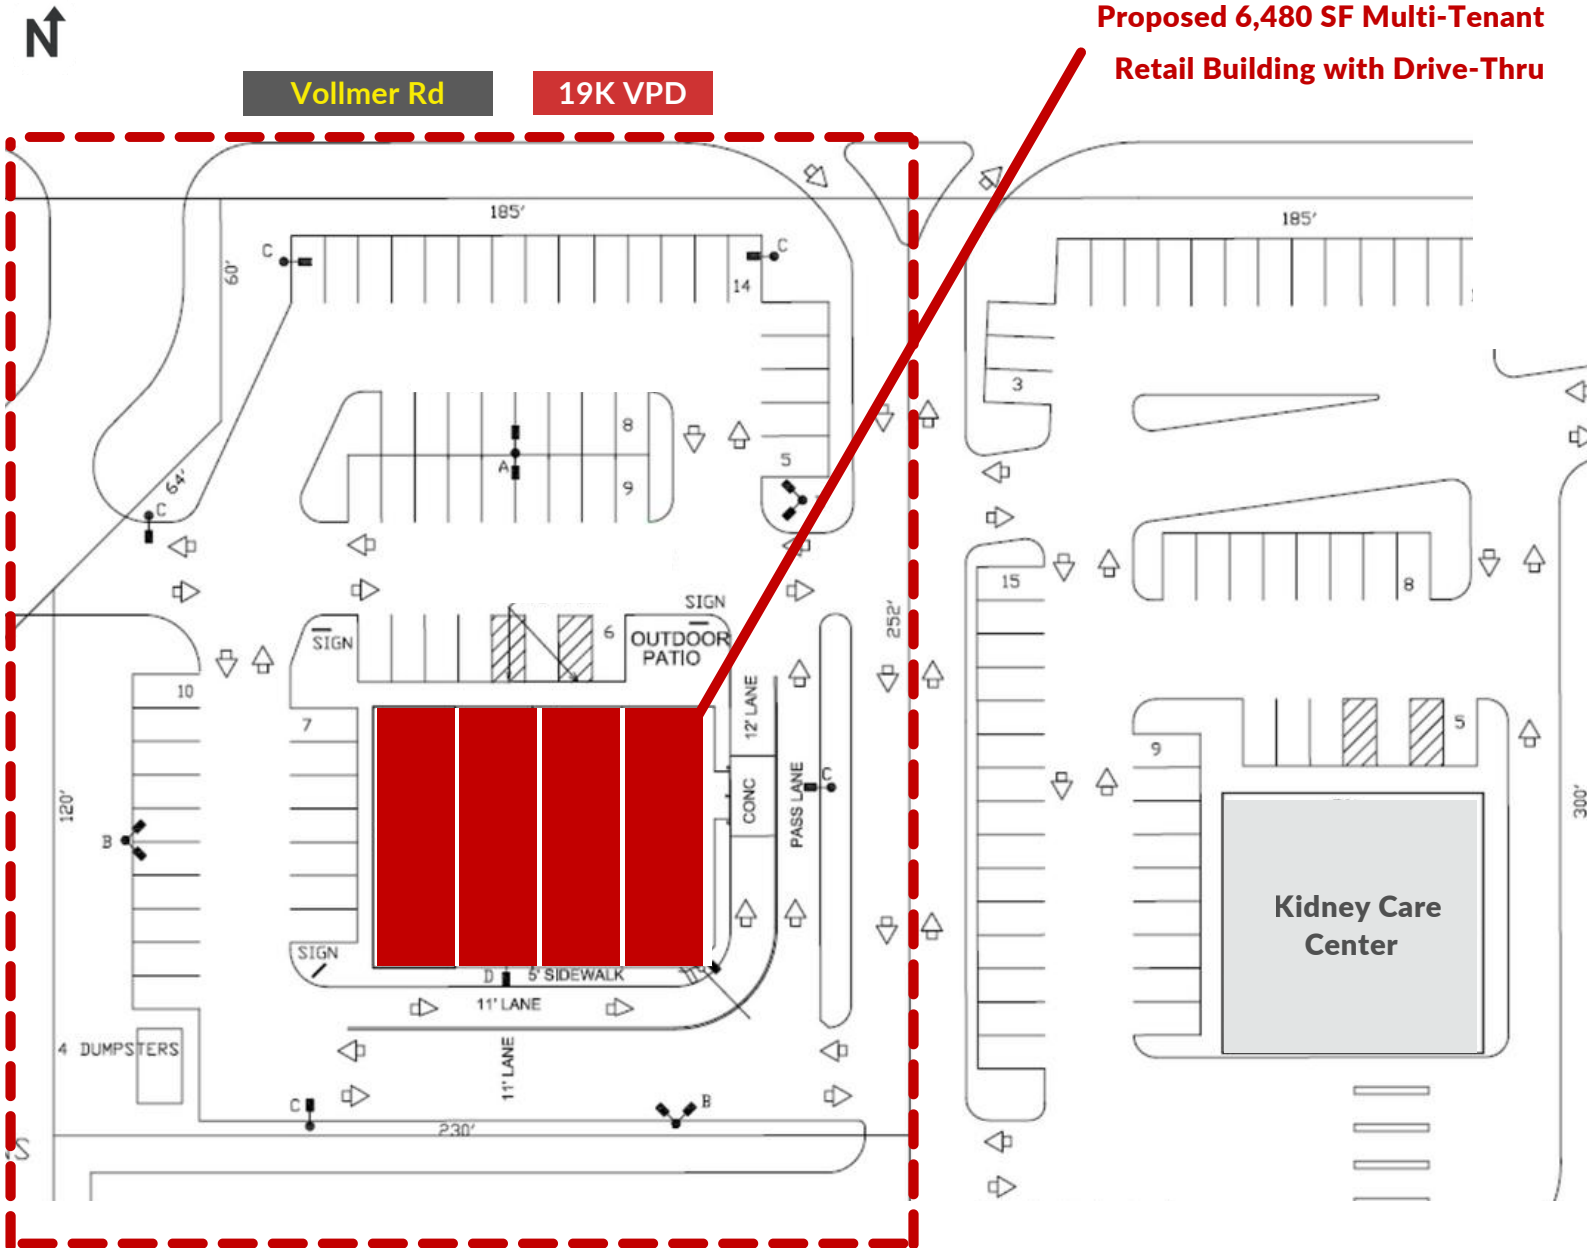 N
Proposed 6,480 SF Multi-Tenant
Retail Building with Drive-Thru
Vollmer Rd
19K VPD
185'
185'
C
C
60'
14
3
8
A
9
5
64'
C
15
8
SIGN
6
SIGN
OUTDOOR
PATIO
252'
10
7
12' LANE
5
9
CONC
PASS LANE
C
120'
B
300'
Kidney Care
Center
SIGN
D
5' SIDEWALK
11' LANE
4 DUMPSTERS
11' LANE
C
B
230'